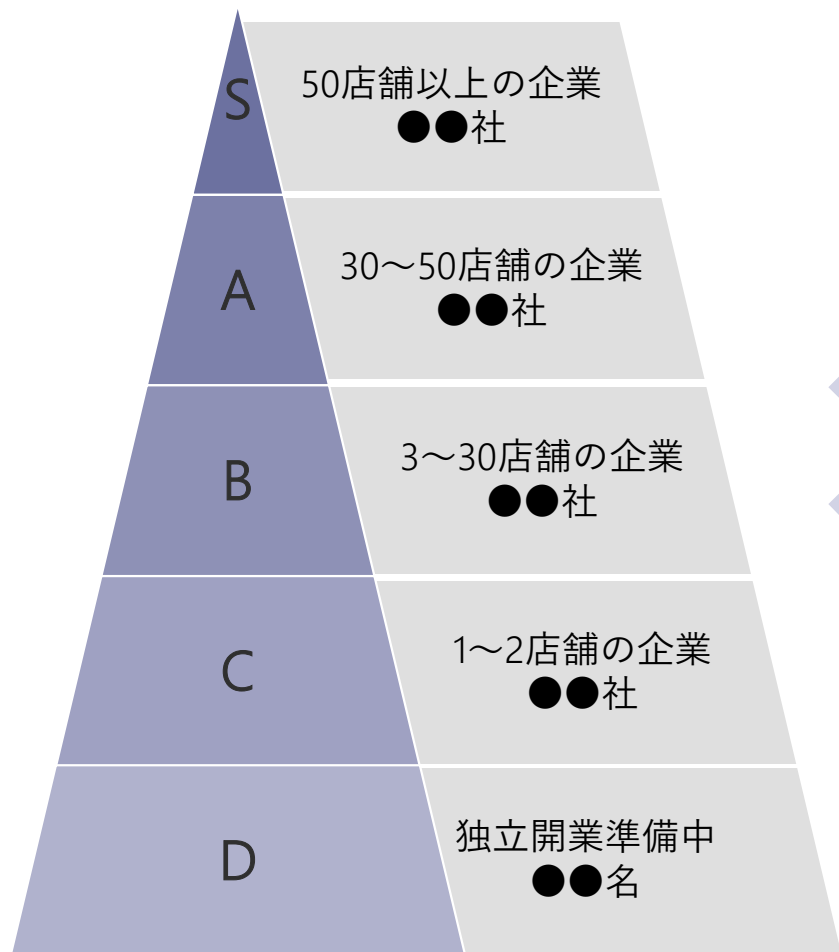 S
50店舗以上の企業
●●社
A
30～50店舗の企業
●●社
B
3～30店舗の企業
●●社
C
1～2店舗の企業
●●社
D
独立開業準備中
●●名